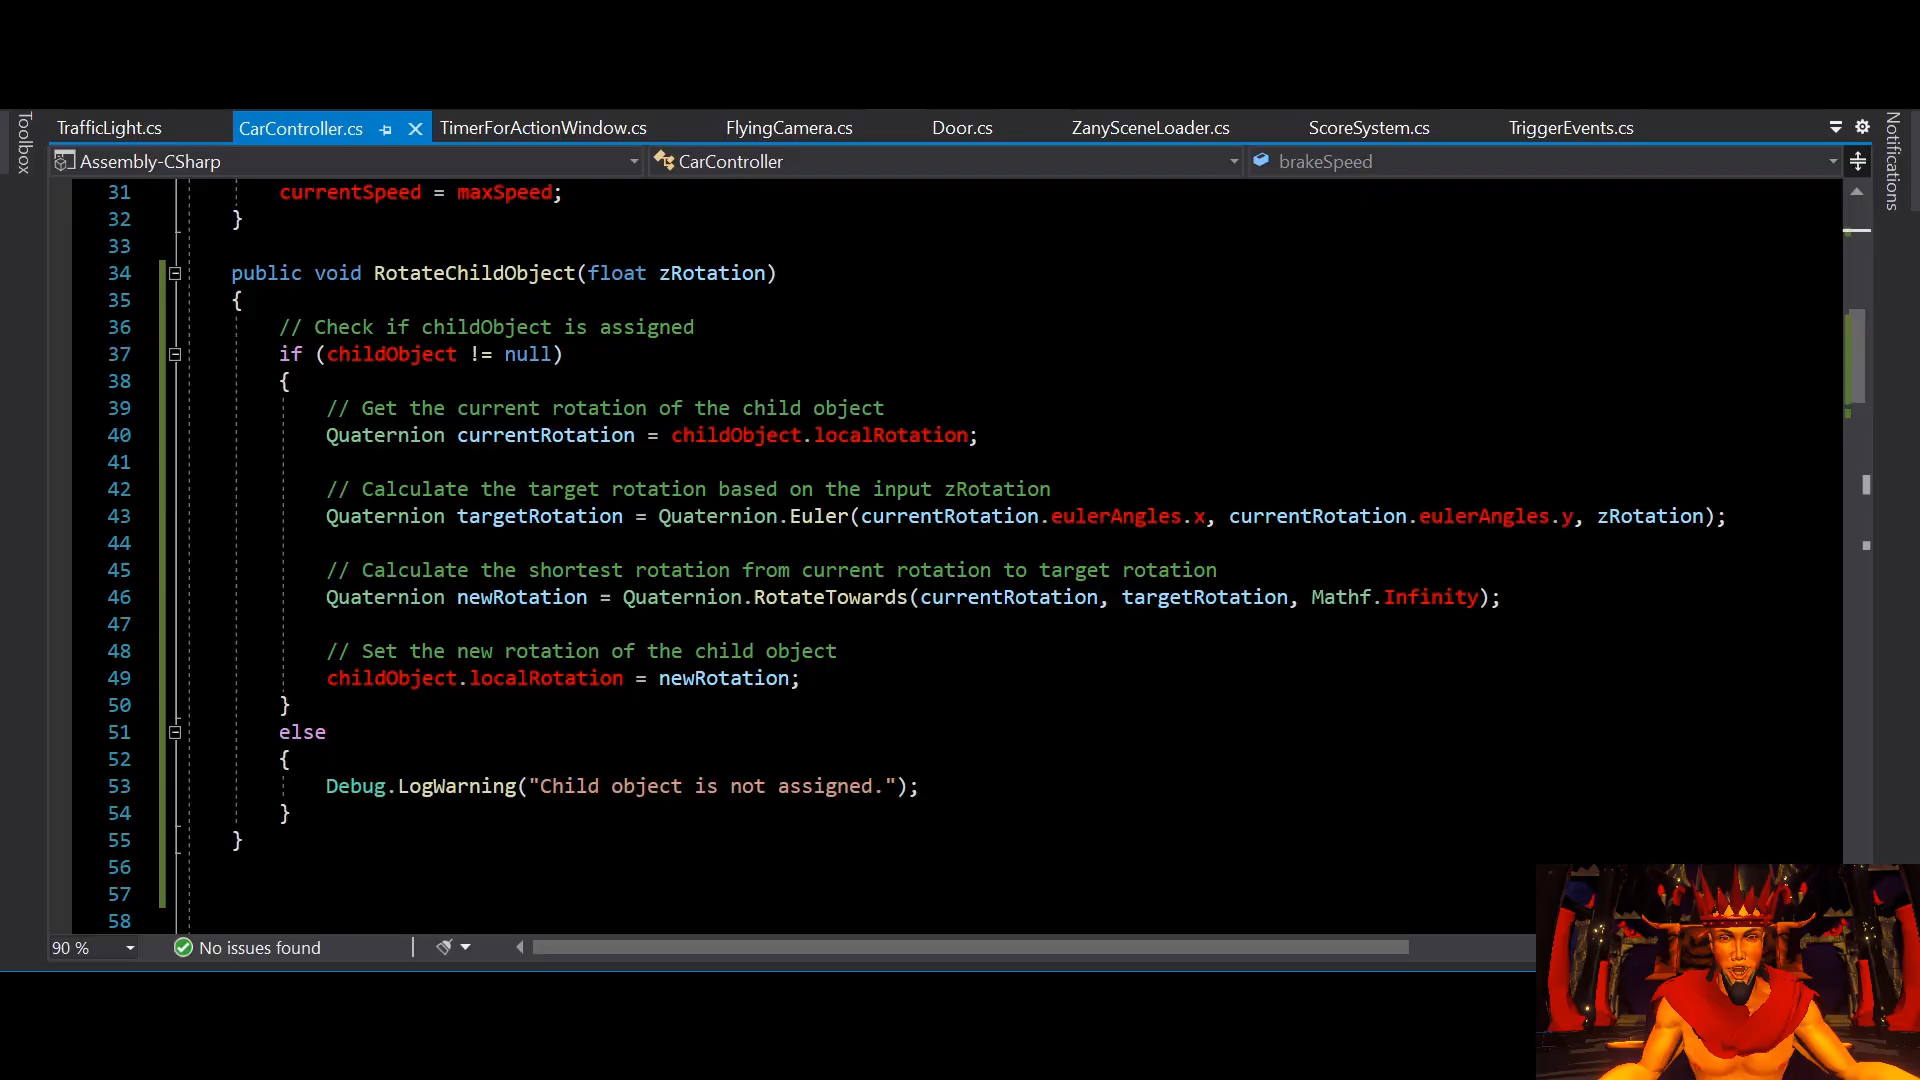 Toolbox
TrafficLight.cs
CarController.cs
TimerForActionWindow.cs
FlyingCamera.cs
Door.cs
ZanySceneLoader.cs
ScoreSystem.cs
TriggerEvents.cs
Notifications
Assembly-CSharp
CarController
brakeSpeed
31 currentSpeed = maxSpeed;
32 }
33
34 public void RotateChildObject(float zRotation)
35 {
36 // Check if childObject is assigned
37 if (childObject != null)
38 {
39 // Get the current rotation of the child object
40 Quaternion currentRotation = childObject.localRotation;
41
42 // Calculate the target rotation based on the input zRotation
43 Quaternion targetRotation = Quaternion.Euler(currentRotation.eulerAngles.x, currentRotation.eulerAngles.y, zRotation);
44
45 // Calculate the shortest rotation from current rotation to target rotation
46 Quaternion newRotation = Quaternion.RotateTowards(currentRotation, targetRotation, Mathf.Infinity);
47
48 // Set the new rotation of the child object
49 childObject.localRotation = newRotation;
50 }
51 else
52 {
53 Debug.LogWarning("Child object is not assigned.");
54 }
55 }
56
57
58
90 %
No issues found